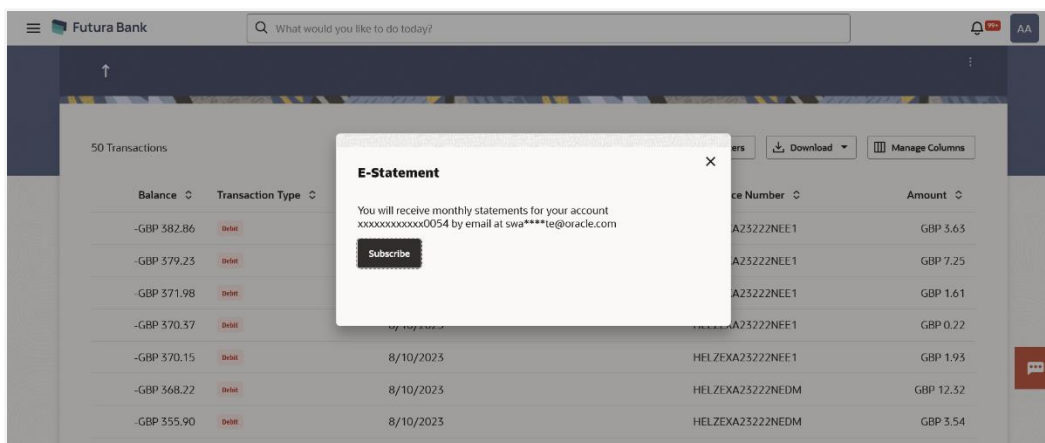 Futura Bank
What would you like to do today?
99+
AA
50 Transactions
Download
Manage Columns
E-Statement
You will receive monthly statements for your account
xxxxxxxxxxxx0054 by email at swa****te@oracle.com
Subscribe
Balance Transaction Type Number Amount
-GBP 382.86 Debit A23222NEE1 GBP 3.63
-GBP 379.23 Debit A23222NEE1 GBP 7.25
-GBP 371.98 Debit A23222NEE1 GBP 1.61
-GBP 370.37 Debit A23222NEE1 GBP 0.22
-GBP 370.15 Debit 8/10/2023 HELZEXA23222NEE1 GBP 1.93
-GBP 368.22 Debit 8/10/2023 HELZEXA23222NEDM GBP 12.32
-GBP 355.90 Debit 8/10/2023 HELZEXA23222NEDM GBP 3.54